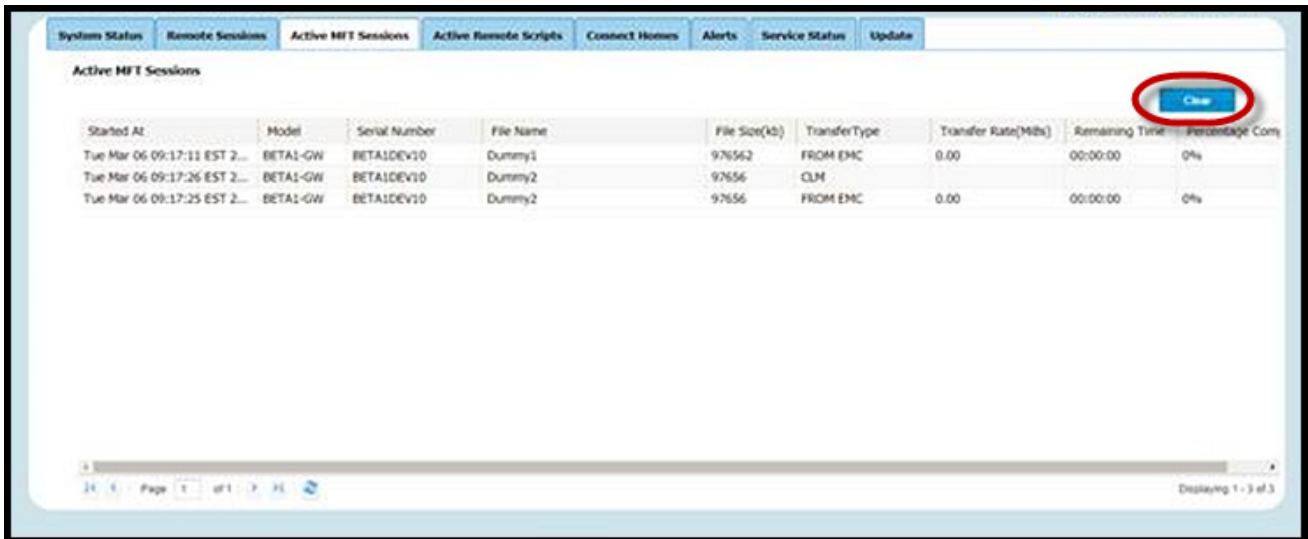 System Status Remote Sessions Active MFT Sessions Active Remote Scripts Connect Homes Alerts Service Status Update
Active MFT Sessions
Clear
Started At Model Serial Number File Name File Size(kb) TransferType Transfer Rate(MiBs) Remaining Time Percentage Com
Tue Mar 06 09:17:11 EST 2... BETA1-GW BETA1DEV10 Dummy1 976562 FROM EMC 0.00 00:00:00 0%
Tue Mar 06 09:17:26 EST 2... BETA1-GW BETA1DEV10 Dummy2 97656 CLM
Tue Mar 06 09:17:25 EST 2... BETA1-GW BETA1DEV10 Dummy2 97656 FROM EMC 0.00 00:00:00 0%
Page 1 of 1 Displaying 1 - 3 of 3